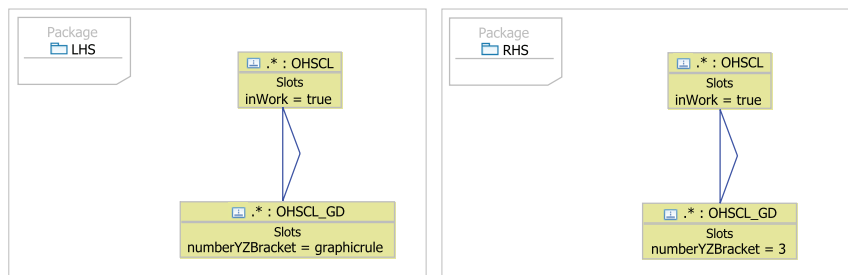 Package
LHS
.* : OHSCL
Slots
inWork = true
.* : OHSCL_GD
Slots
numberYZBracket = graphicrule
Package
RHS
.* : OHSCL
Slots
inWork = true
.* : OHSCL_GD
Slots
numberYZBracket = 3